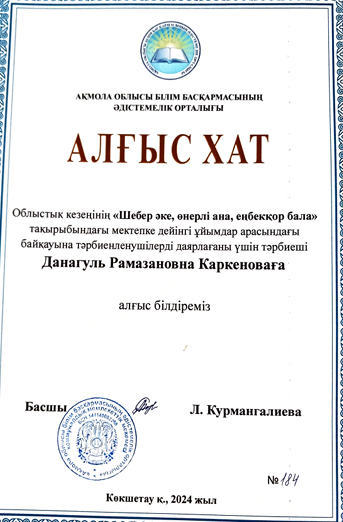 АҚМОЛА ОБЛЫСЫ БІЛІМ БАСҚАРМАСЫНЫҢ
ӘДІСТЕМЕЛІК ОРТАЛЫҒЫ
АЛҒЫС ХАТ
Облыстық кезеңінің «Шебер әке, өнерлі ана, еңбекқор бала»
тақырыбындағы мектепке дейінгі ұйымдар арасындағы
байқауына тәрбиенленушілерді даярлағаны үшін тәрбиеші
Данагуль Рамазановна Каркеноваға
алғыс білдіреміз
Басшы
Л. Курмангалиева
№184
Көкшетау қ., 2024 жыл